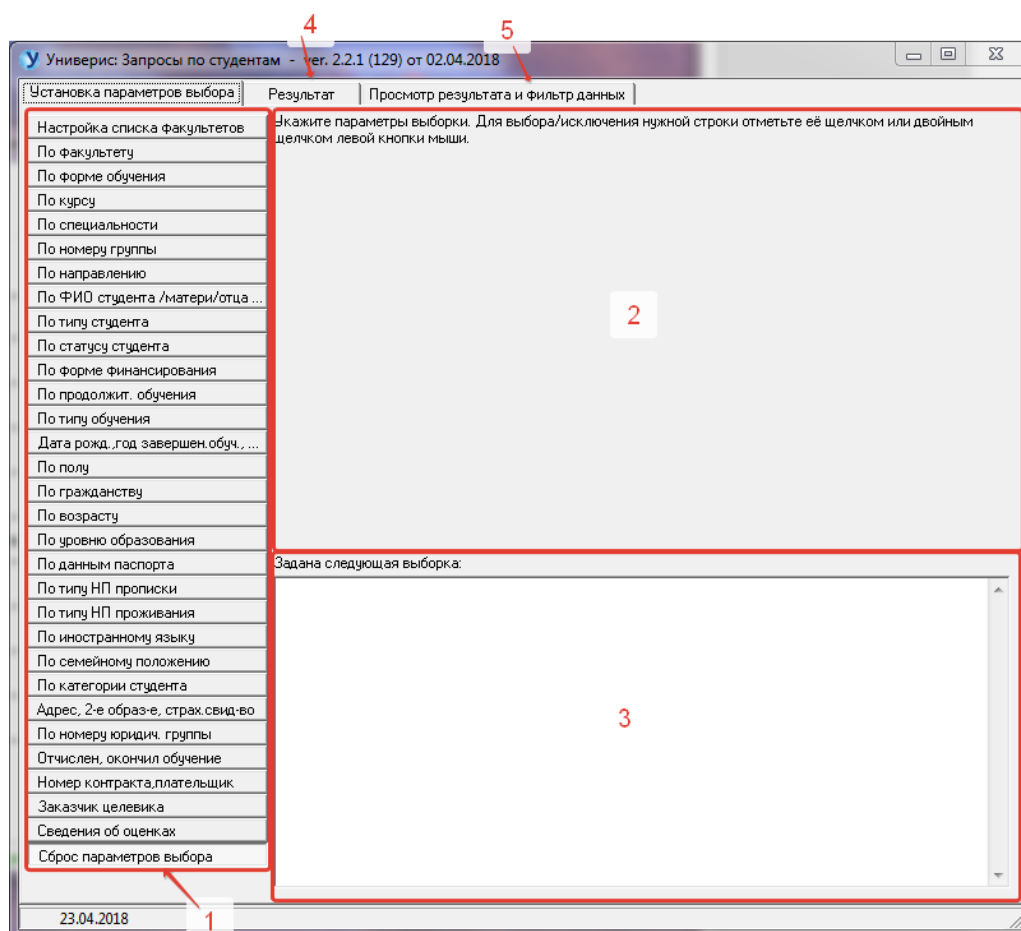 4
5
Универис: Запросы по студентам - ver. 2.2.1 (129) от 02.04.2018
Установка параметров выбора
Результат
Просмотр результата и фильтр данных
Настройка списка факультетов
По факультету
По форме обучения
По курсу
По специальности
По номеру группы
По направлению
По ФИО студента /матери/отца ...
По типу студента
По статусу студента
По форме финансирования
По продолжит. обучения
По типу обучения
Дата рожд.,год завершен.обуч., ...
По полу
По гражданству
По возрасту
По уровню образования
По данным паспорта
По типу НП прописки
По типу НП проживания
По иностранному языку
По семейному положению
По категории студента
Адрес, 2-е образ-е, страх.свид-во
По номеру юридич. группы
Отчислен, окончил обучение
Номер контракта,плательщик
Заказчик целевика
Сведения об оценках
Сброс параметров выбора
Укажите параметры выборки. Для выбора/исключения нужной строки отметьте её щелчком или двойным
щелчком левой кнопки мыши.
2
Задана следующая выборка:
3
1
23.04.2018